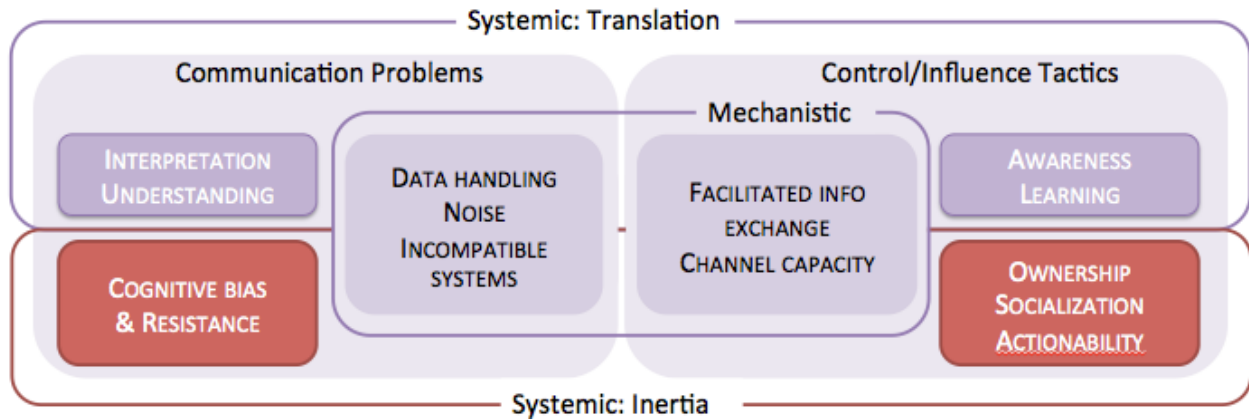 Systemic: Translation
Communication Problems
Control/Influence Tactics
Mechanistic
INTERPRETATION
UNDERSTANDING
DATA HANDLING
NOISE
INCOMPATIBLE
SYSTEMS
FACILITATED INFO
EXCHANGE
CHANNEL CAPACITY
AWARENESS
LEARNING
COGNITIVE BIAS
& RESISTANCE
OWNERSHIP
SOCIALIZATION
ACTIONABILITY
Systemic: Inertia